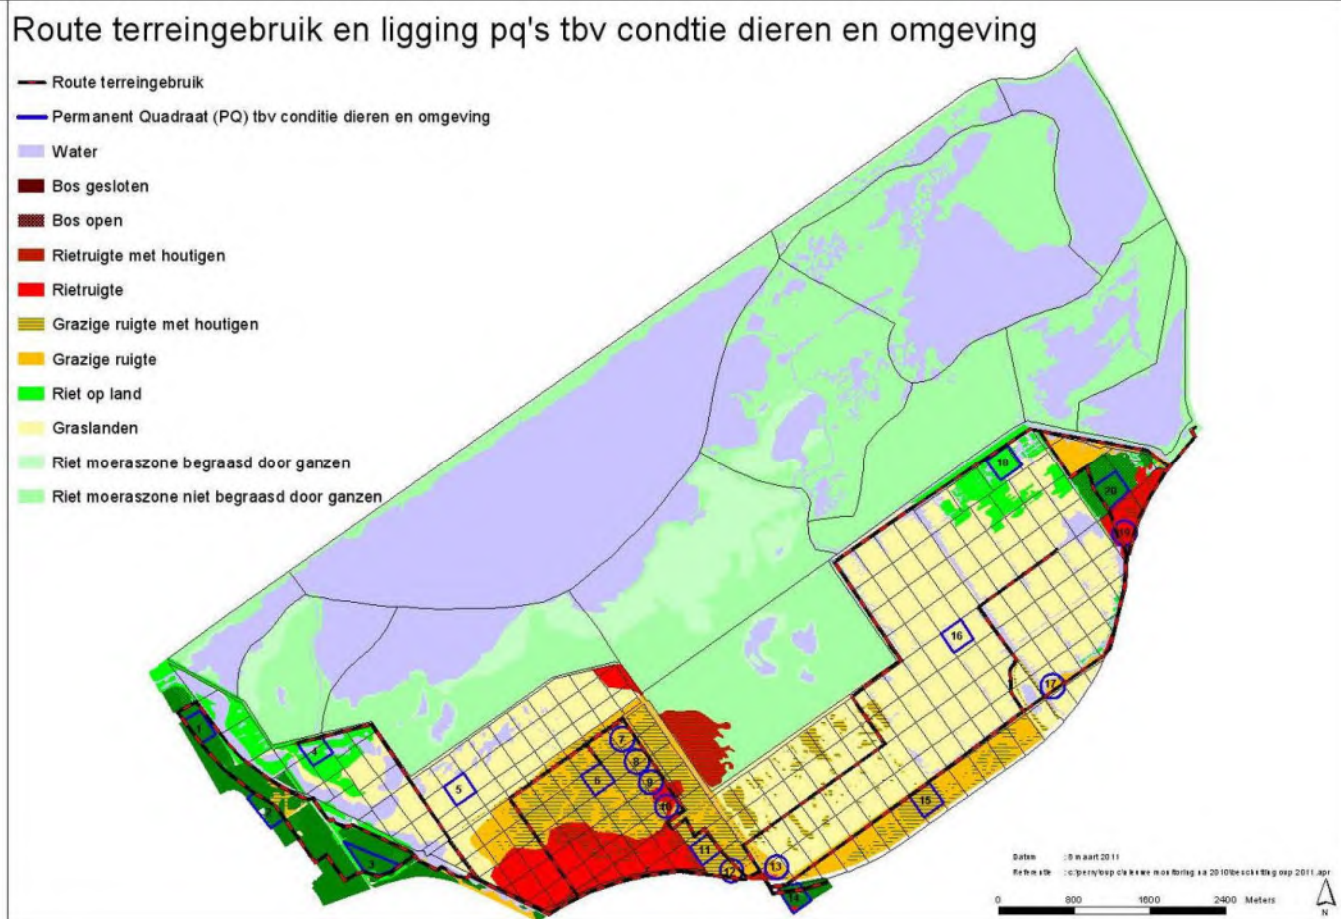 Route terreingebruik en ligging pq's tbv condtie dieren en omgeving
Route terreingebruik
Permanent Quadraat (PQ) tbv conditie dieren en omgeving
Water
Bos gesloten
Bos open
Rietruigte met houtigen
Rietruigte
Grazige ruigte met houtigen
Grazige ruigte
Riet op land
Graslanden
Riet moeraszone begraasd door ganzen
Riet moeraszone niet begraasd door ganzen
18
20
19
16
17
1
4
7
8
5
6
9
10
15
2
11
3
12
13
14
Datum : 8 maart 2011
Referentie
0 800 1600 2400 Meters
N